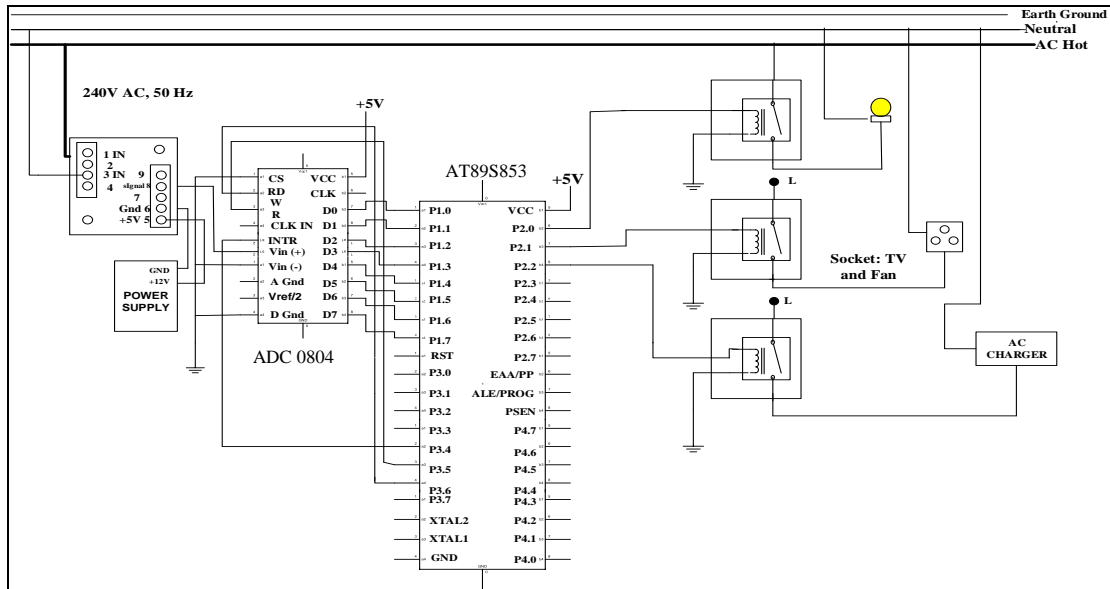 Earth Ground
Neutral
AC Hot
240V AC, 50 Hz
1 IN
2
3 IN
4
9
signal 8
7
Gnd 6
+5V 5
GND
+12V
POWER
SUPPLY
+5V
CS
RD
W
R
CLK IN
INTR
Vin (+)
Vin (-)
A Gnd
Vref/2
D Gnd
VCC
CLK
D0
D1
D2
D3
D4
D5
D6
D7
ADC 0804
AT89S853
+5V
P1.0
P1.1
P1.2
P1.3
P1.4
P1.5
P1.6
P1.7
RST
P3.0
P3.1
P3.2
P3.3
P3.4
P3.5
P3.6
P3.7
XTAL2
XTAL1
GND
VCC
P2.0
P2.1
P2.2
P2.3
P2.4
P2.5
P2.6
P2.7
EAA/PP
ALE/PROG
PSEN
P4.7
P4.6
P4.5
P4.4
P4.3
P4.2
P4.1
P4.0
L
Socket: TV
and Fan
L
AC
CHARGER